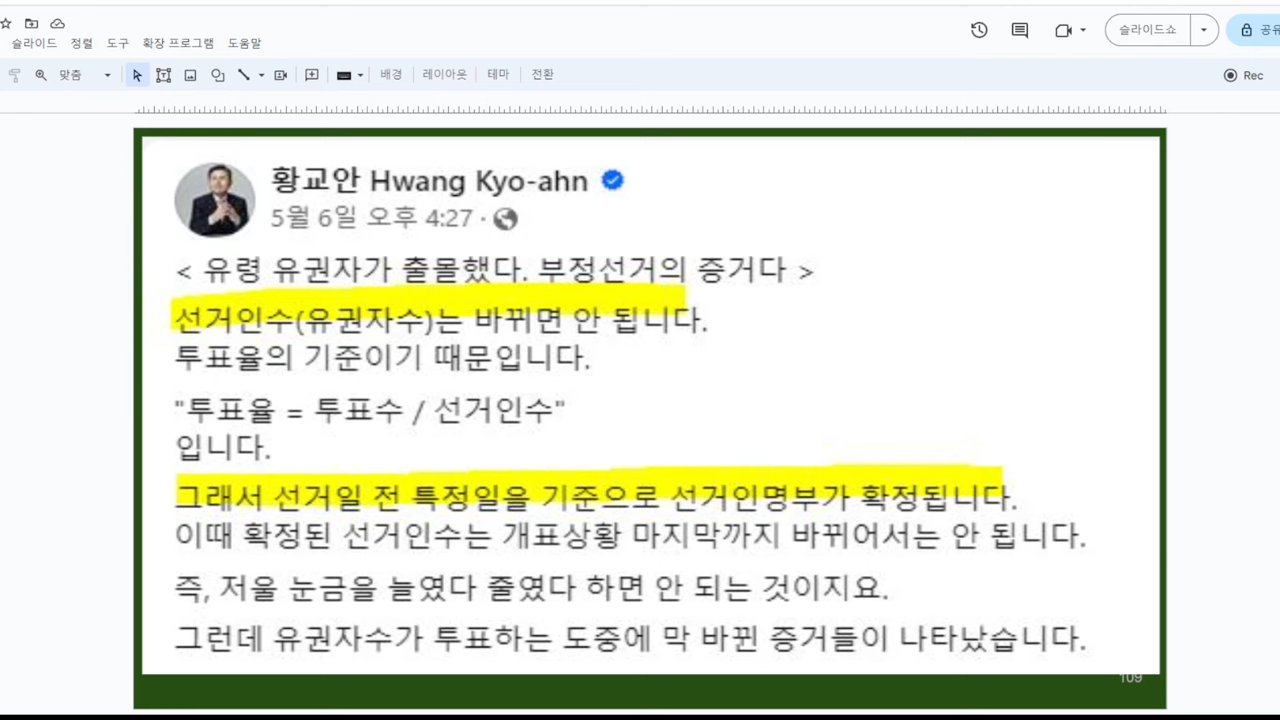 슬라이드 정렬 도구 확장 프로그램 도움말
슬라이드쇼
공유
맞춤
배경 레이아웃 테마 전환
Rec
황교안 Hwang Kyo-ahn
5월 6일 오후 4:27 ·
< 유령 유권자가 출몰했다. 부정선거의 증거다 >
선거인수(유권자수)는 바뀌면 안 됩니다.
투표율의 기준이기 때문입니다.
"투표율 = 투표수 / 선거인수"
입니다.
그래서 선거일 전 특정일을 기준으로 선거인명부가 확정됩니다.
이때 확정된 선거인수는 개표상황 마지막까지 바뀌어서는 안 됩니다.
즉, 저울 눈금을 늘였다 줄였다 하면 안 되는 것이지요.
그런데 유권자수가 투표하는 도중에 막 바뀐 증거들이 나타났습니다.
109